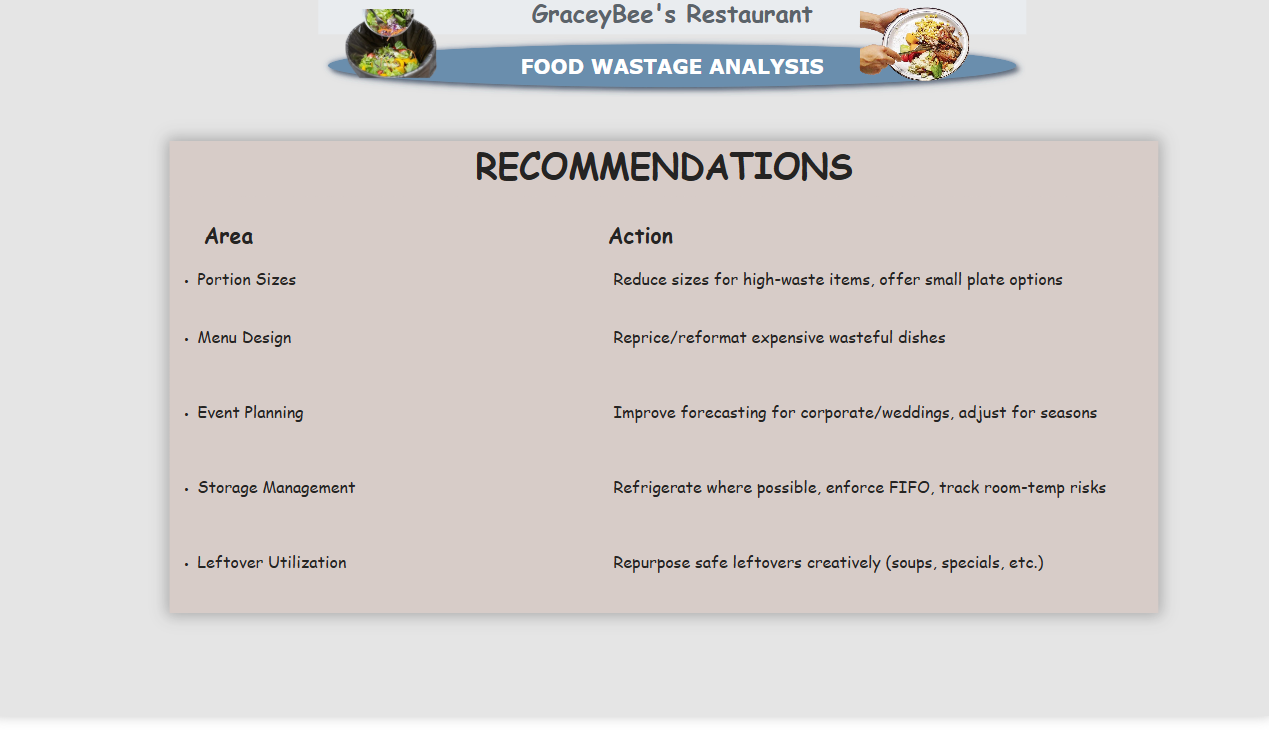 GraceyBee's Restaurant
FOOD WASTAGE ANALYSIS
RECOMMENDATIONS
Area Action
• Portion Sizes Reduce sizes for high-waste items, offer small plate options
• Menu Design Reprice/reformat expensive wasteful dishes
• Event Planning Improve forecasting for corporate/weddings, adjust for seasons
• Storage Management Refrigerate where possible, enforce FIFO, track room-temp risks
• Leftover Utilization Repurpose safe leftovers creatively (soups, specials, etc.)